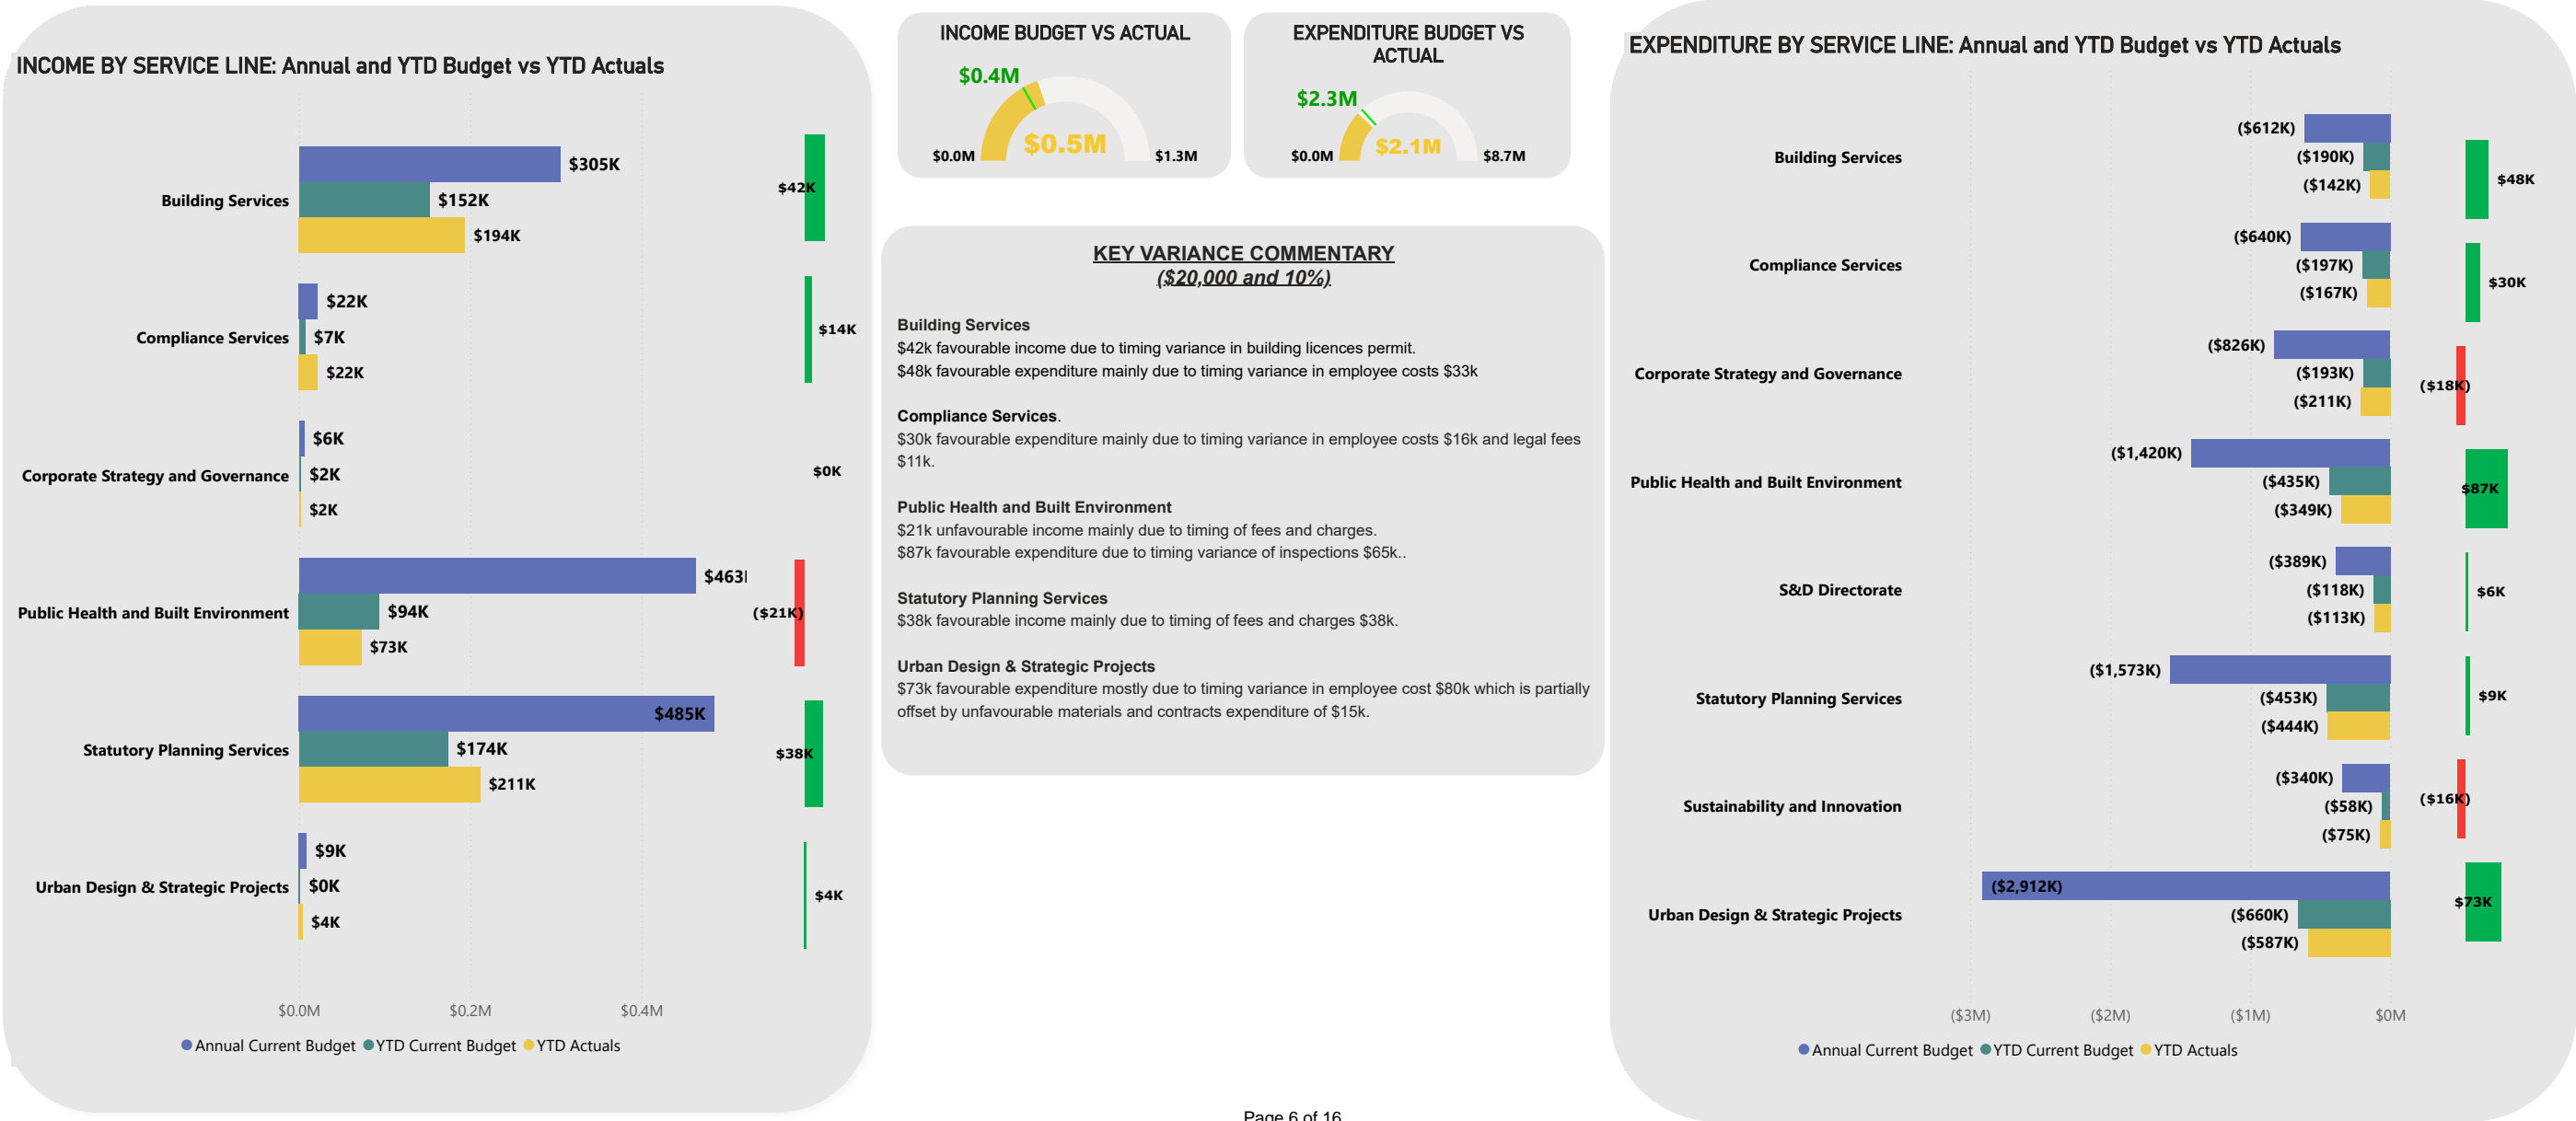 INCOME BY SERVICE LINE: Annual and YTD Budget vs YTD Actuals
Building Services
$305K
$152K
$194K
$42K
Compliance Services
$22K
$7K
$22K
$14K
Corporate Strategy and Governance
$6K
$2K
$2K
$0K
Public Health and Built Environment
$463
$94K
$73K
($21K)
Statutory Planning Services
$485K
$174K
$211K
$38K
Urban Design & Strategic Projects
$9K
$0K
$4K
$4K
$0.0M $0.2M $0.4M
Annual Current Budget YTD Current Budget YTD Actuals
INCOME BUDGET VS ACTUAL
$0.4M
$0.5M
$0.0M $1.3M
EXPENDITURE BUDGET VS
ACTUAL
$2.3M
$2.1M
$0.0M $8.7M
KEY VARIANCE COMMENTARY
($20,000 and 10%)
Building Services
$42k favourable income due to timing variance in building licences permit.
$48k favourable expenditure mainly due to timing variance in employee costs $33k
Compliance Services.
$30k favourable expenditure mainly due to timing variance in employee costs $16k and legal fees
$11k.
Public Health and Built Environment
$21k unfavourable income mainly due to timing of fees and charges.
$87k favourable expenditure due to timing variance of inspections $65k..
Statutory Planning Services
$38k favourable income mainly due to timing of fees and charges $38k.
Urban Design & Strategic Projects
$73k favourable expenditure mostly due to timing variance in employee cost $80k which is partially
offset by unfavourable materials and contracts expenditure of $15k.
EXPENDITURE BY SERVICE LINE: Annual and YTD Budget vs YTD Actuals
Building Services
($612K)
($190K)
($142K)
$48K
Compliance Services
($640K)
($197K)
($167K)
$30K
Corporate Strategy and Governance
($826K)
($193K)
($211K)
($18K)
Public Health and Built Environment
($1,420K)
($435K)
($349K)
$87K
S&D Directorate
($389K)
($118K)
($113K)
$6K
Statutory Planning Services
($1,573K)
($453K)
($444K)
$9K
Sustainability and Innovation
($340K)
($58K)
($75K)
($16K)
Urban Design & Strategic Projects
($2,912K)
($660K)
($587K)
$73K
($3M) ($2M) ($1M) $0M
Annual Current Budget YTD Current Budget YTD Actuals
Page 6 of 16